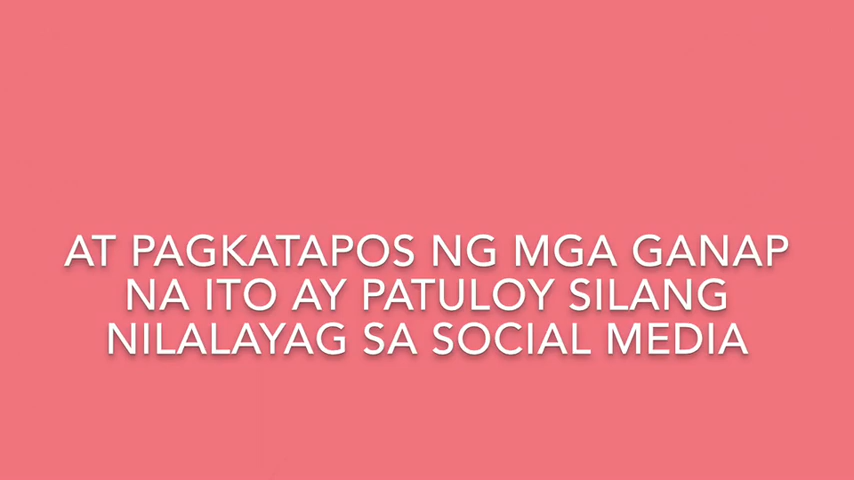 AT PAGKATAPOS NG MGA GANAP
NA ITO AY PATULOY SILANG
NILALAYAG SA SOCIAL MEDIA